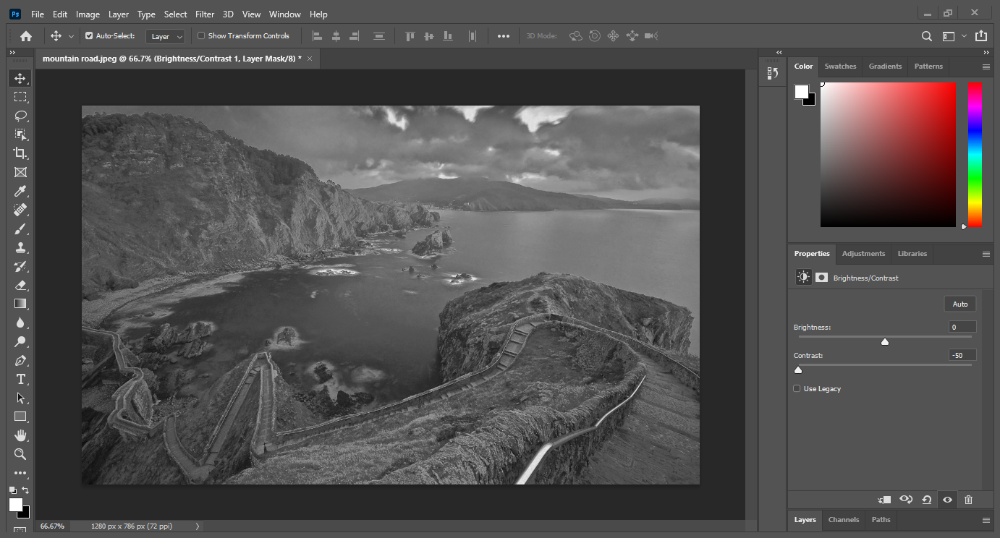 Ps File Edit Image Layer Type Select Filter 3D View Window Help
Auto-Select: Layer Show Transform Controls 3D Mode:
mountain road.jpeg @ 66.7% (Brightness/Contrast 1, Layer Mask/8) * ×
Color Swatches Gradients Patterns
Properties Adjustments Libraries
Brightness/Contrast
Auto
Brightness: 0
Contrast: -50
Use Legacy
Layers Channels Paths
66.67% 1280 px x 786 px (72 ppi)